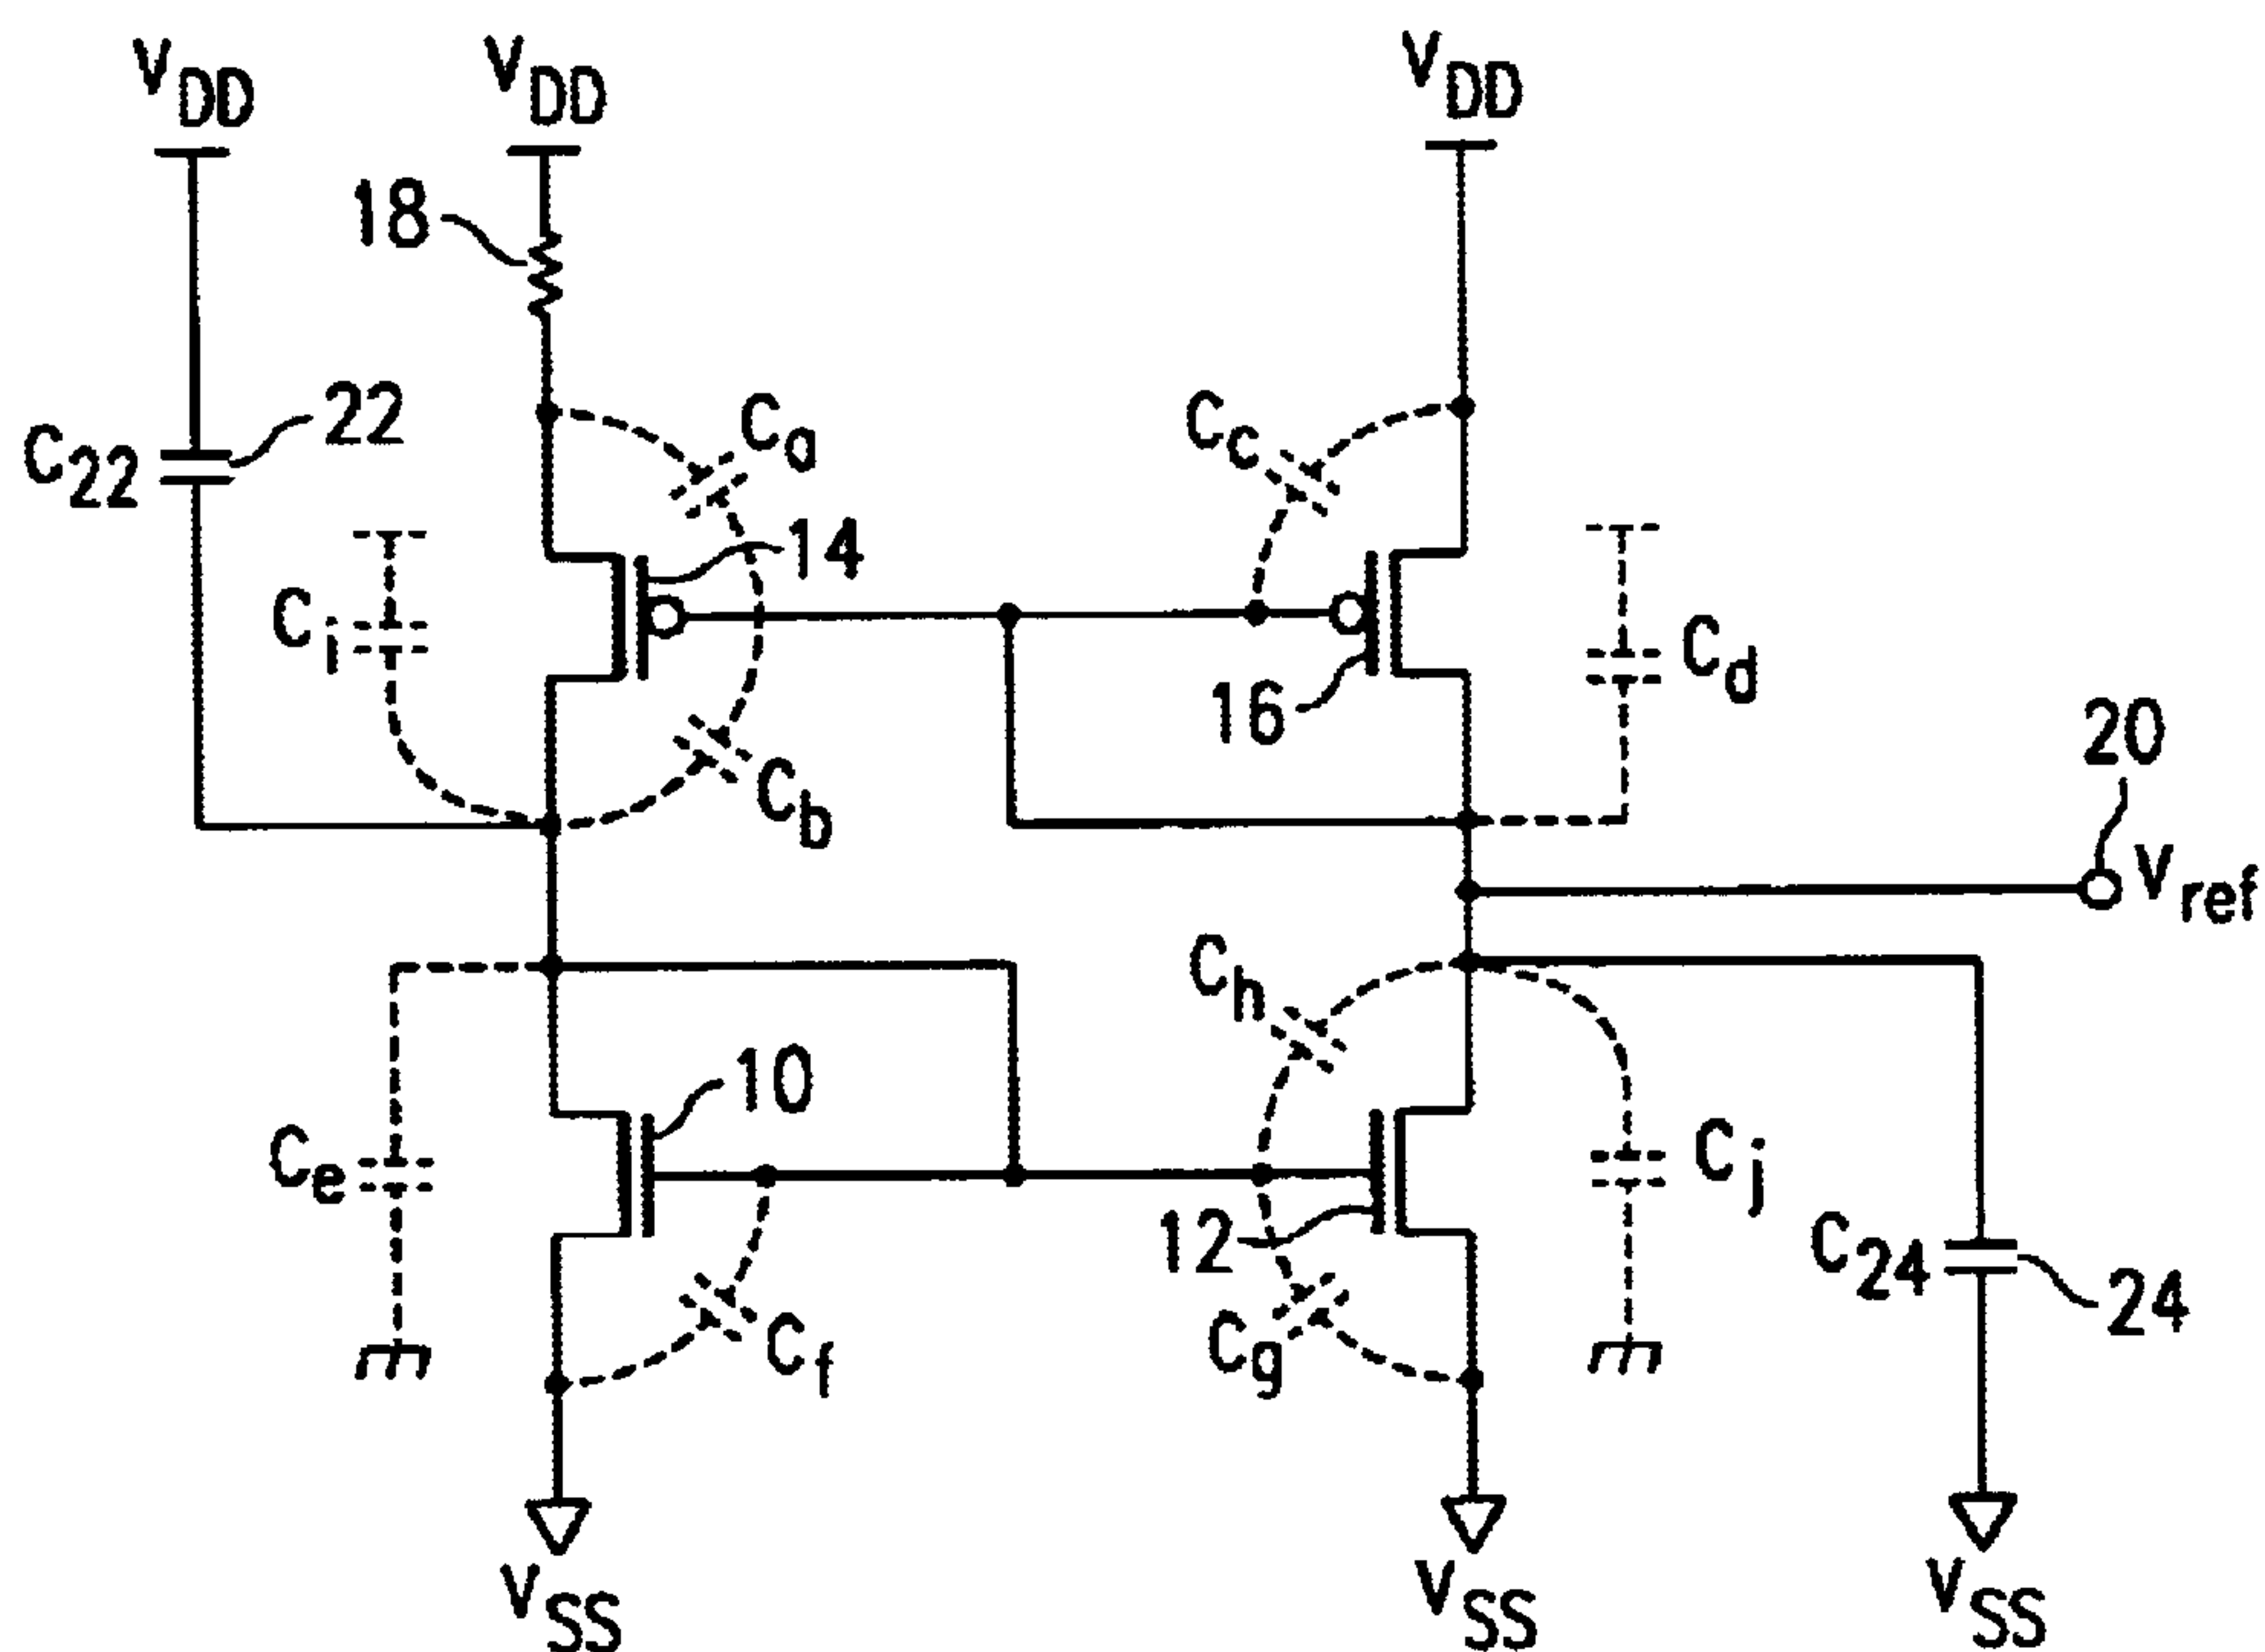 VDD VDD VDD
18
Ca Cc
22
C22
14
Ci
Cd
16
20
Cb
Vref
Ch
10
Ce
Cj
12
C24
24
Cf
Cg
VSS VSS VSS